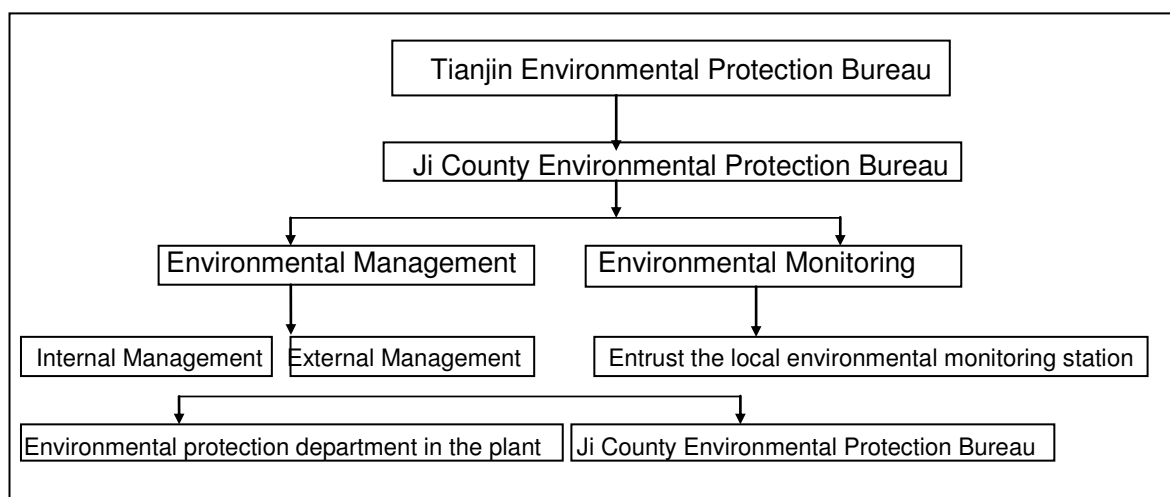 Tianjin Environmental Protection Bureau
Ji County Environmental Protection Bureau
Environmental Management
Environmental Monitoring
Internal Management
External Management
Entrust the local environmental monitoring station
Environmental protection department in the plant
Ji County Environmental Protection Bureau